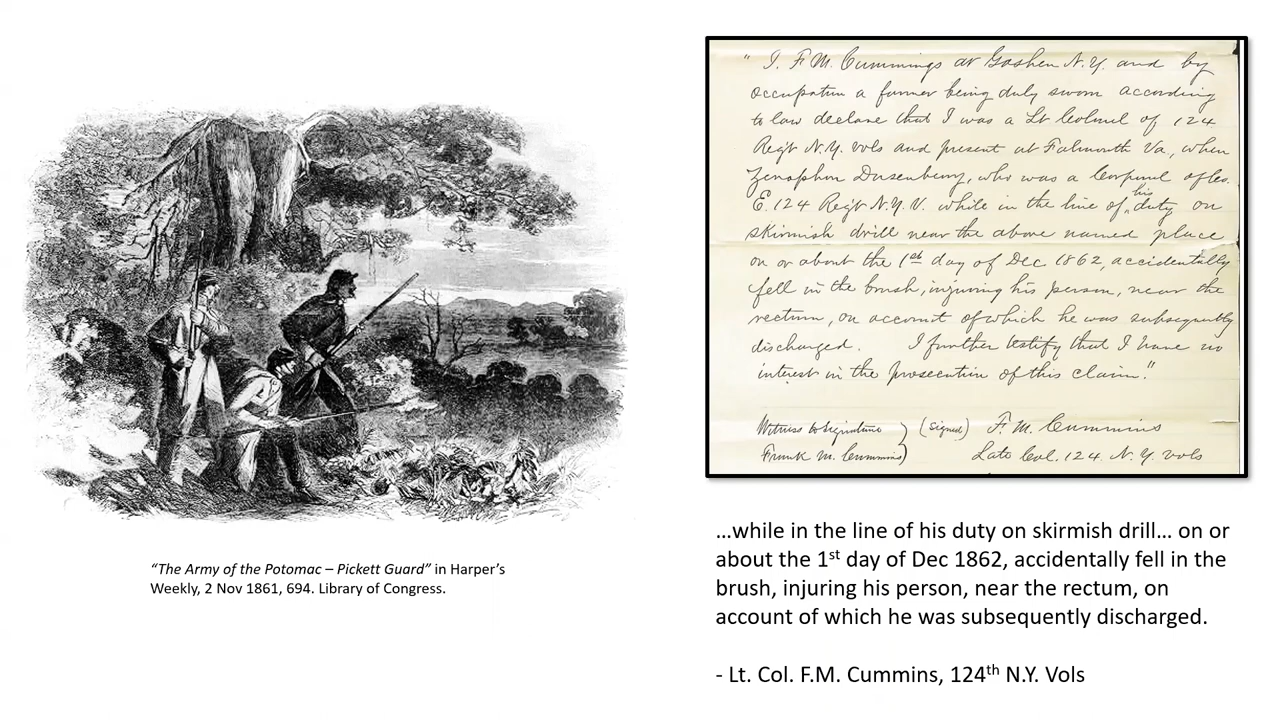 " I. F. M. Cummings at Goshen N.Y. and by
occupation a farmer being duly sworn according
to law declare that I was a Lt Colonel of 124
Regt N.Y. Vols and present at Falmouth Va, when
Zenophon Dusenberry, who was a Corporal of Co.
E. 124 Regt N.Y.V. while in the line of his duty on
skirmish drill near the above named place
on or about the 1st day of Dec 1862, accidentally
fell in the brush, injuring his person, near the
rectum, on account of which he was subsequently
discharged. I further testify that I have no
interest in the prosecution of this claim."
Witness to signature } (Signed) F. M. Cummins
Frank M. Cummins } Late Col. 124. N.Y. Vols
“The Army of the Potomac – Pickett Guard” in Harper’s
Weekly, 2 Nov 1861, 694. Library of Congress.
…while in the line of his duty on skirmish drill… on or
about the 1st day of Dec 1862, accidentally fell in the
brush, injuring his person, near the rectum, on
account of which he was subsequently discharged.
- Lt. Col. F.M. Cummins, 124th N.Y. Vols